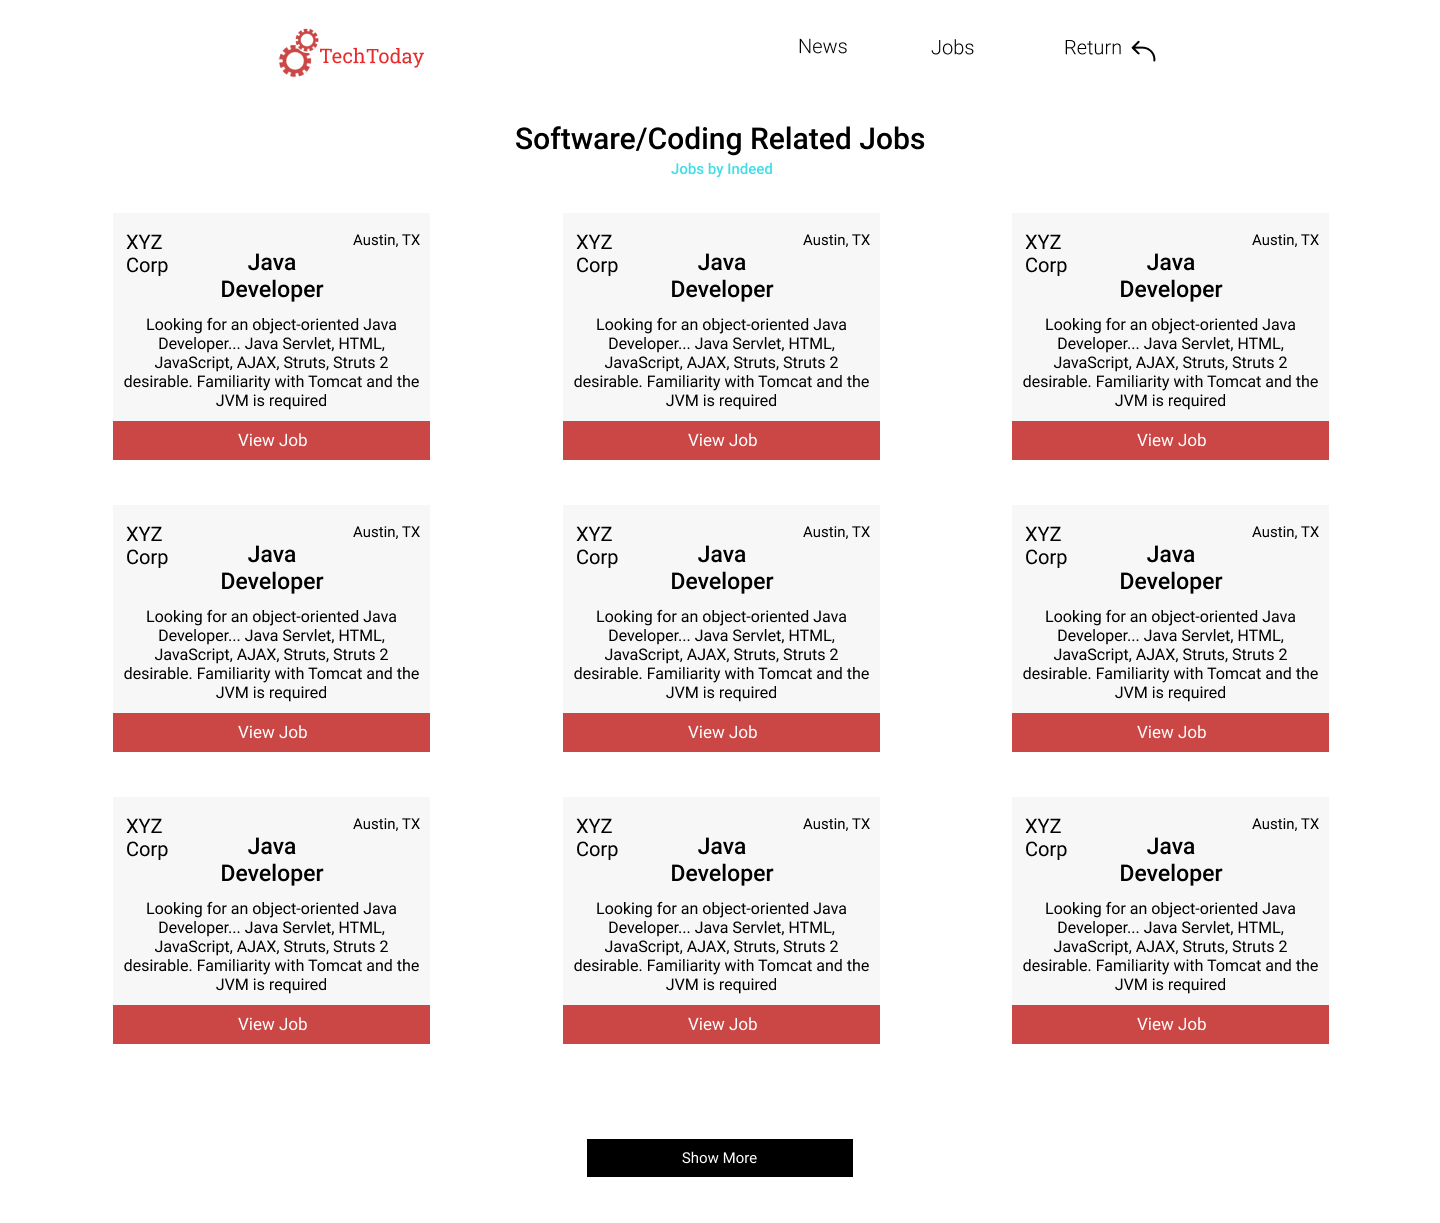 TechToday
News
Jobs
Return
Software/Coding Related Jobs
Jobs by Indeed
XYZ
Corp
Austin, TX
Java
Developer
Looking for an object-oriented Java
Developer... Java Servlet, HTML,
JavaScript, AJAX, Struts, Struts 2
desirable. Familiarity with Tomcat and the
JVM is required
View Job
XYZ
Corp
Austin, TX
Java
Developer
Looking for an object-oriented Java
Developer... Java Servlet, HTML,
JavaScript, AJAX, Struts, Struts 2
desirable. Familiarity with Tomcat and the
JVM is required
View Job
XYZ
Corp
Austin, TX
Java
Developer
Looking for an object-oriented Java
Developer... Java Servlet, HTML,
JavaScript, AJAX, Struts, Struts 2
desirable. Familiarity with Tomcat and the
JVM is required
View Job
XYZ
Corp
Austin, TX
Java
Developer
Looking for an object-oriented Java
Developer... Java Servlet, HTML,
JavaScript, AJAX, Struts, Struts 2
desirable. Familiarity with Tomcat and the
JVM is required
View Job
XYZ
Corp
Austin, TX
Java
Developer
Looking for an object-oriented Java
Developer... Java Servlet, HTML,
JavaScript, AJAX, Struts, Struts 2
desirable. Familiarity with Tomcat and the
JVM is required
View Job
XYZ
Corp
Austin, TX
Java
Developer
Looking for an object-oriented Java
Developer... Java Servlet, HTML,
JavaScript, AJAX, Struts, Struts 2
desirable. Familiarity with Tomcat and the
JVM is required
View Job
XYZ
Corp
Austin, TX
Java
Developer
Looking for an object-oriented Java
Developer... Java Servlet, HTML,
JavaScript, AJAX, Struts, Struts 2
desirable. Familiarity with Tomcat and the
JVM is required
View Job
XYZ
Corp
Austin, TX
Java
Developer
Looking for an object-oriented Java
Developer... Java Servlet, HTML,
JavaScript, AJAX, Struts, Struts 2
desirable. Familiarity with Tomcat and the
JVM is required
View Job
XYZ
Corp
Austin, TX
Java
Developer
Looking for an object-oriented Java
Developer... Java Servlet, HTML,
JavaScript, AJAX, Struts, Struts 2
desirable. Familiarity with Tomcat and the
JVM is required
View Job
Show More